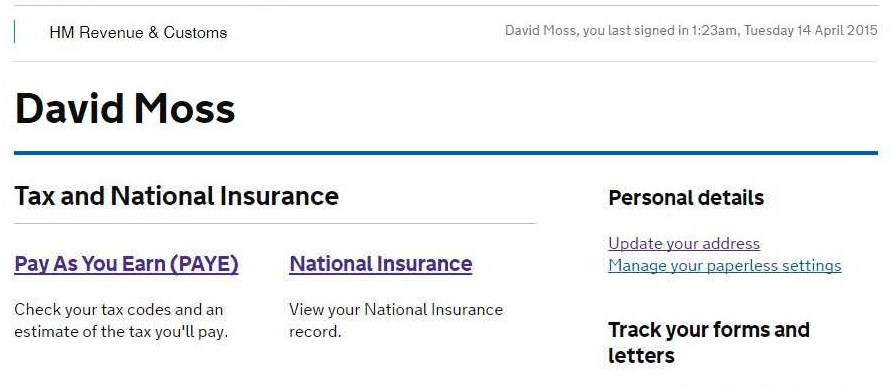 HM Revenue & Customs
David Moss, you last signed in 1:23am, Tuesday 14 April 2015
David Moss
Tax and National Insurance
Pay As You Earn (PAYE)
Check your tax codes and an
estimate of the tax you'll pay.
National Insurance
View your National Insurance
record.
Personal details
Update your address
Manage your paperless settings
Track your forms and
letters